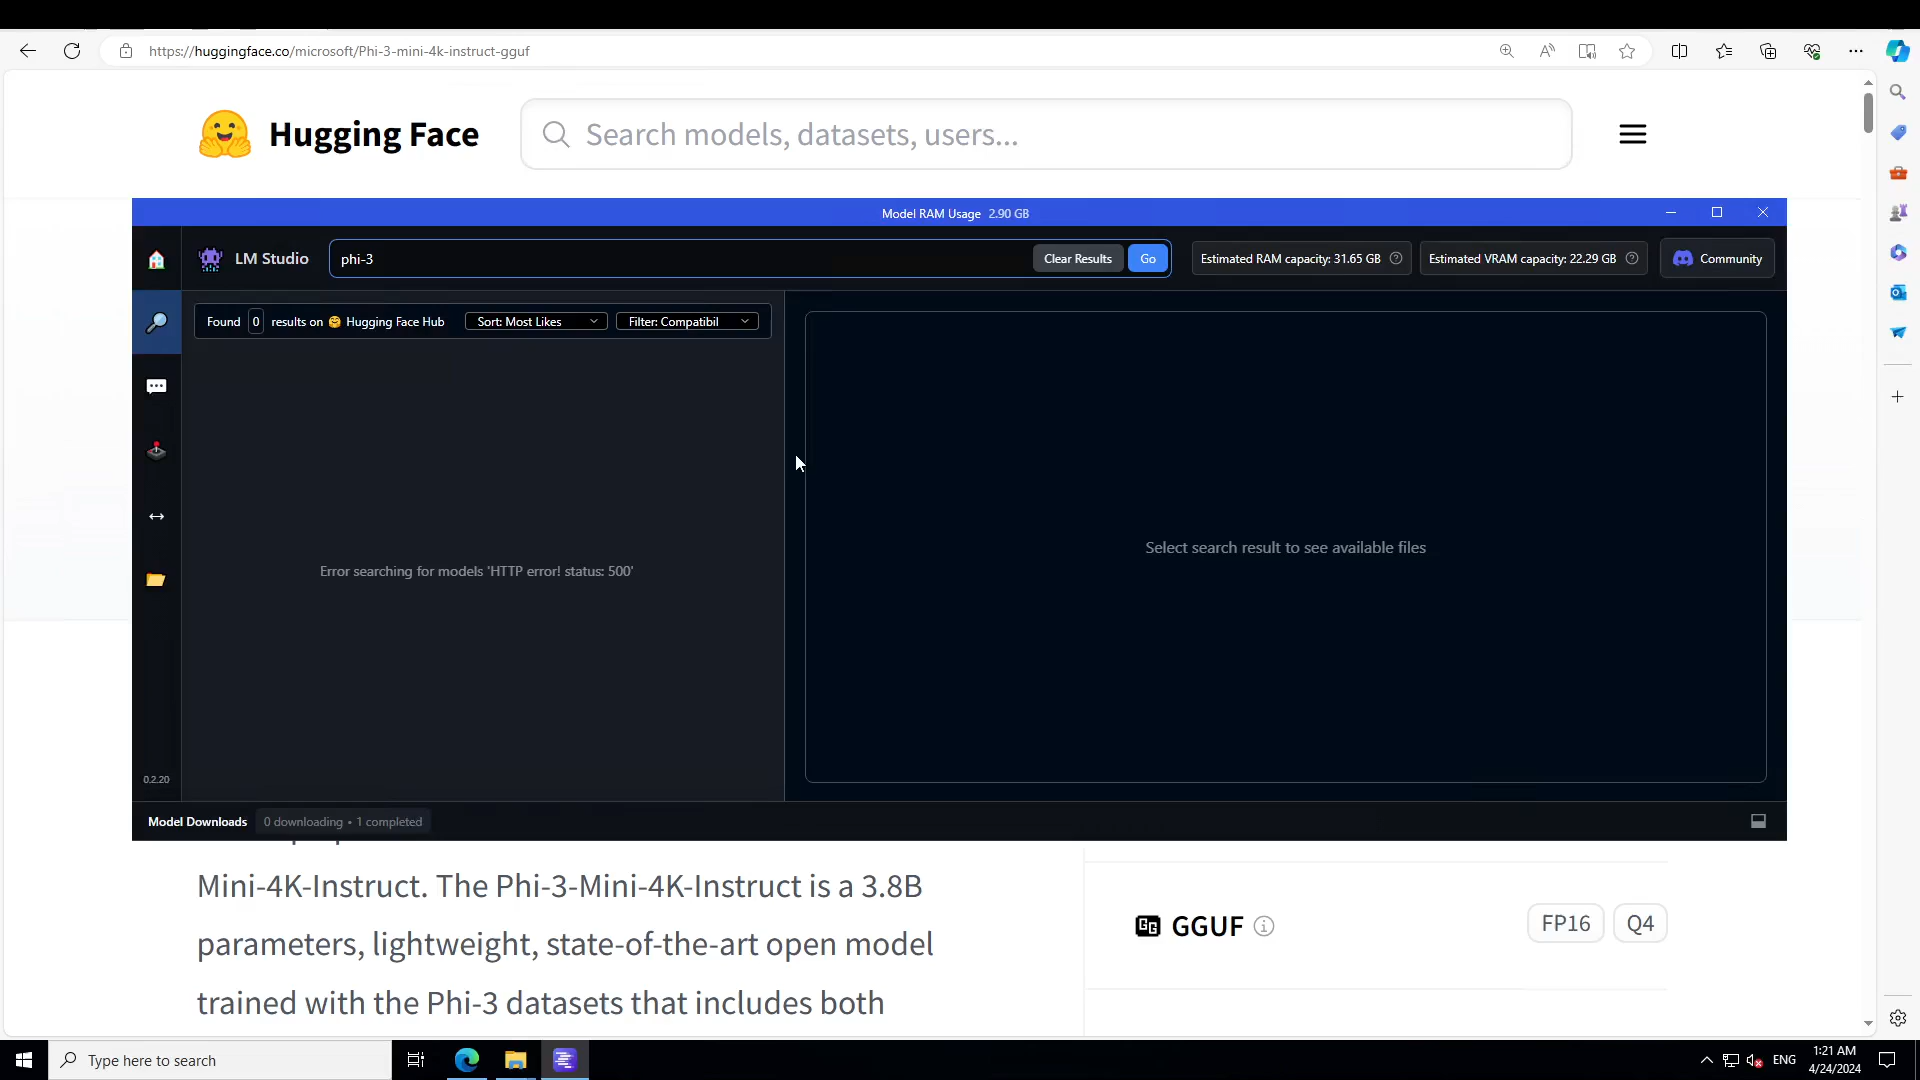 https://huggingface.co/microsoft/Phi-3-mini-4k-instruct-gguf
Hugging Face
Search models, datasets, users...
Model RAM Usage 2.90 GB
LM Studio
phi-3
Clear Results
Go
Estimated RAM capacity: 31.65 GB
Estimated VRAM capacity: 22.29 GB
Community
Found 0 results on 🤗 Hugging Face Hub
Sort: Most Likes
Filter: Compatibil
Error searching for models 'HTTP error! status: 500'
Select search result to see available files
0.2.20
Model Downloads
0 downloading • 1 completed
Mini-4K-Instruct. The Phi-3-Mini-4K-Instruct is a 3.8B
parameters, lightweight, state-of-the-art open model
trained with the Phi-3 datasets that includes both
GGUF
FP16
Q4
Type here to search
ENG
1:21 AM
4/24/2024